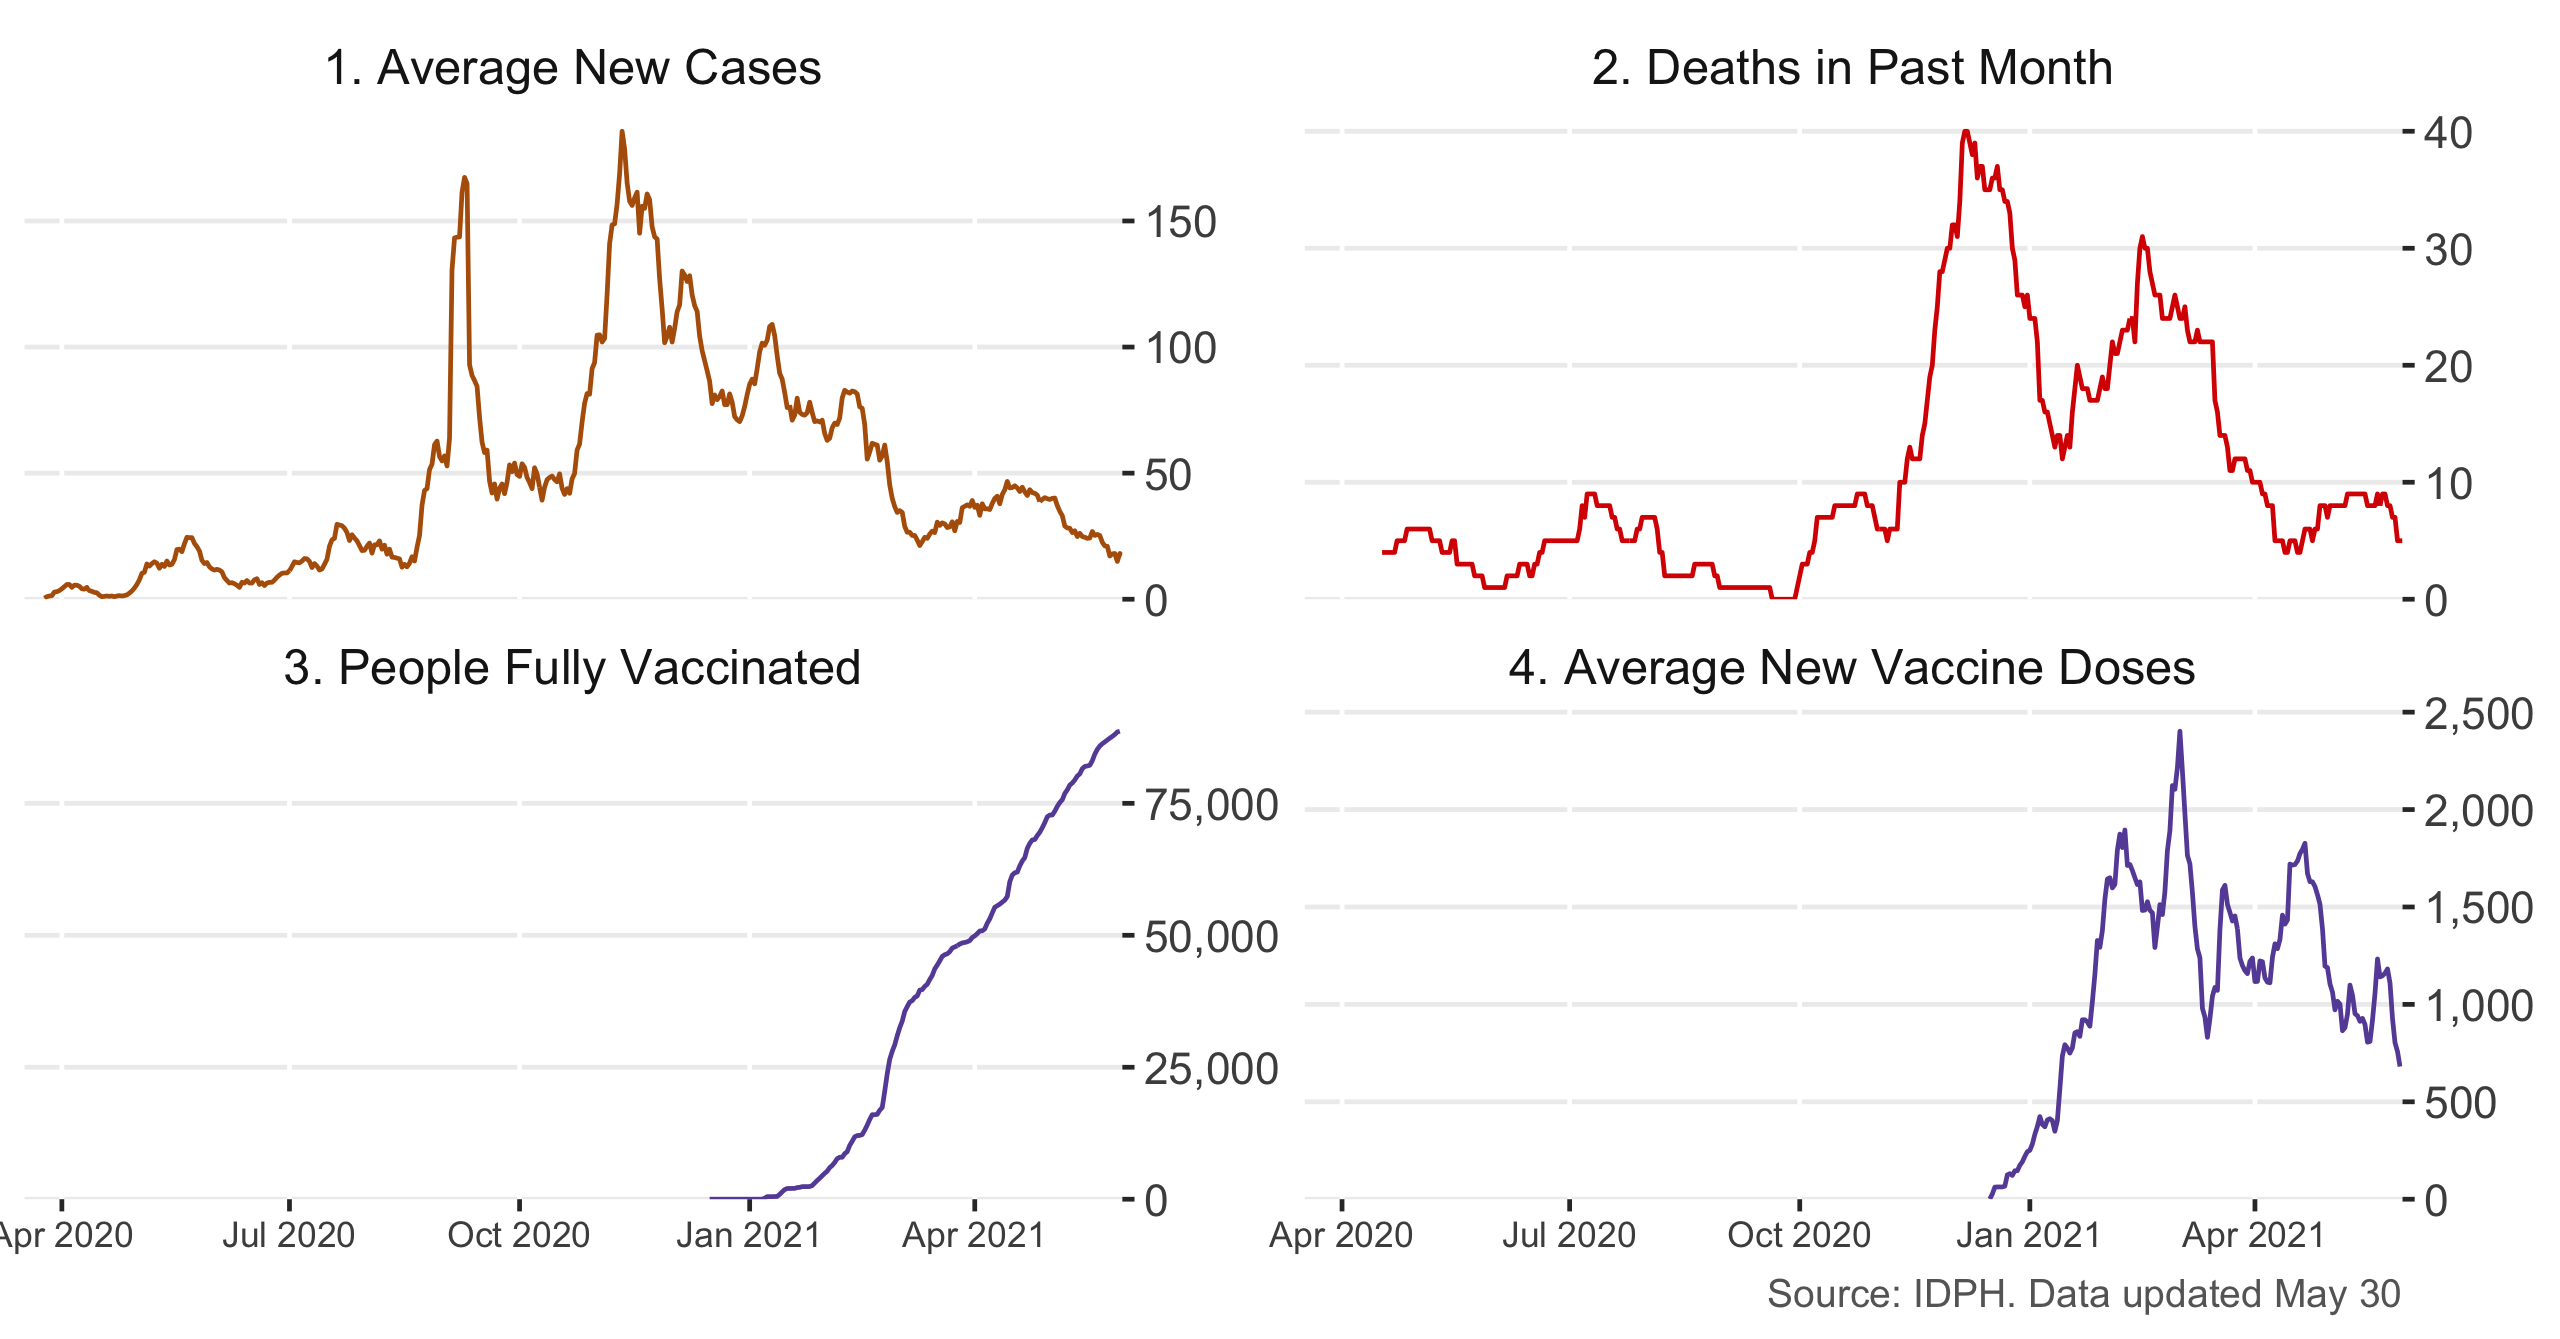 1. Average New Cases
150
100
50
0
2. Deaths in Past Month
40
30
20
10
0
3. People Fully Vaccinated
75,000
50,000
25,000
0
Apr 2020 Jul 2020 Oct 2020 Jan 2021 Apr 2021
4. Average New Vaccine Doses
2,500
2,000
1,500
1,000
500
0
Apr 2020 Jul 2020 Oct 2020 Jan 2021 Apr 2021
Source: IDPH. Data updated May 30